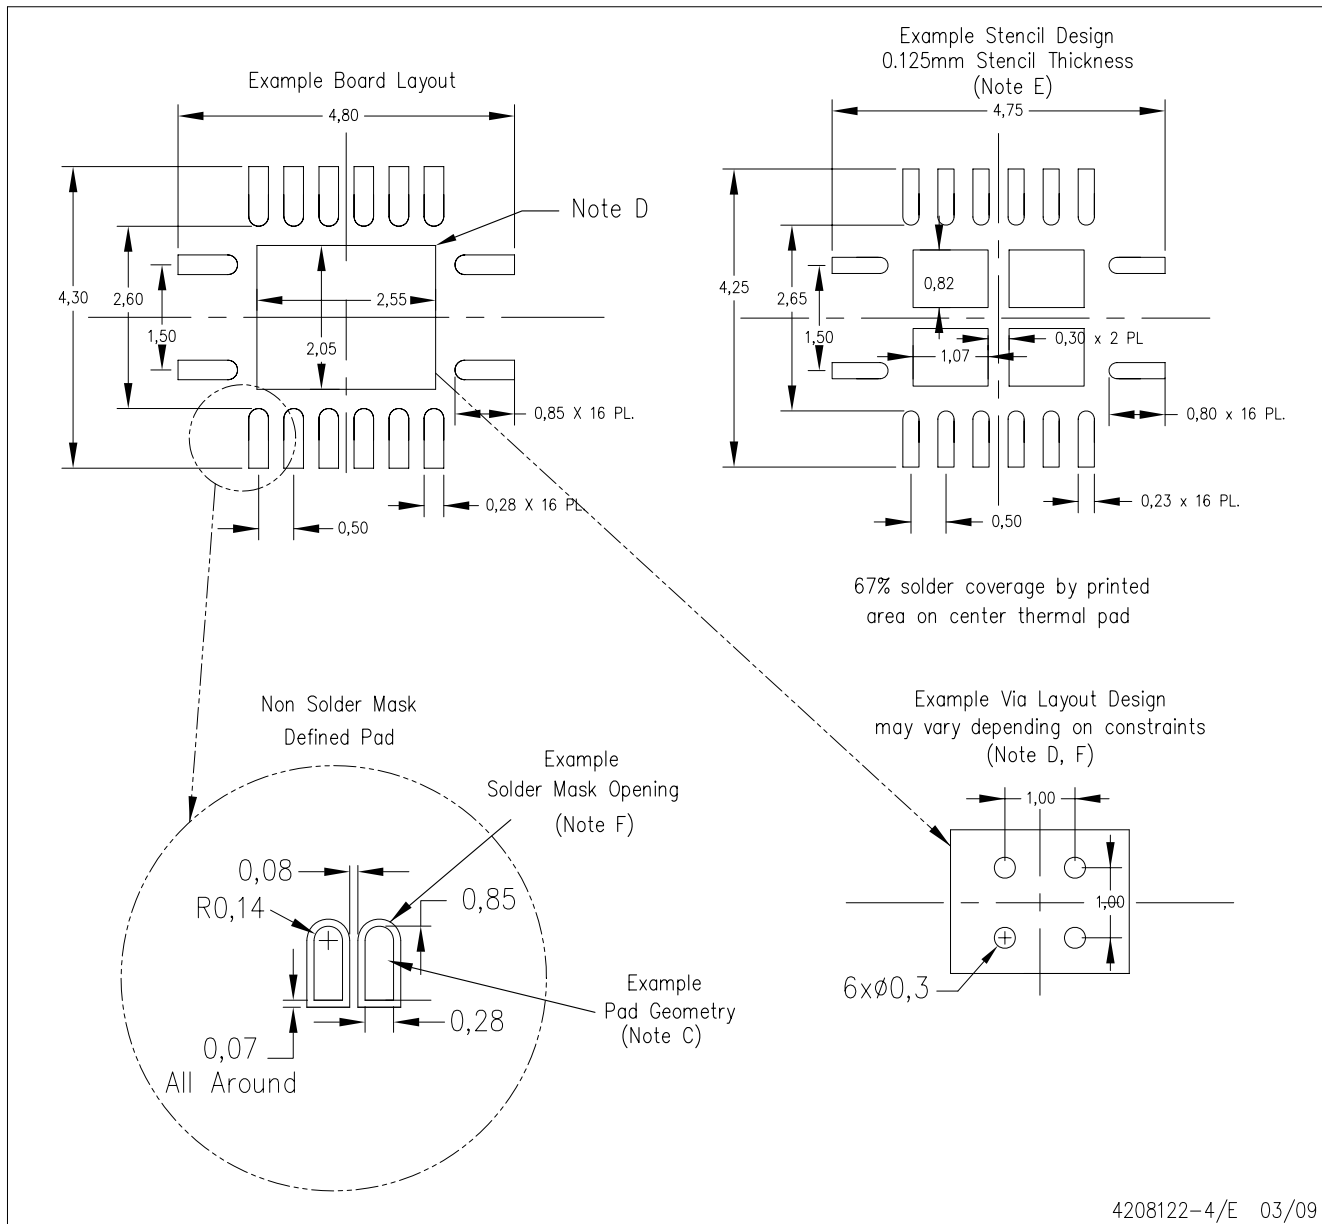 Example Board Layout
4,80
Note D
4,30
2,60
1,50
2,55
2,05
0,85 X 16 PL.
0,28 X 16 PL
0,50
Example Stencil Design
0.125mm Stencil Thickness
(Note E)
4,75
0,82
4,25
2,65
1,50
0,30 x 2 PL
1,07
0,80 x 16 PL.
0,23 x 16 PL.
0,50
67% solder coverage by printed
area on center thermal pad
Non Solder Mask
Defined Pad
Example
Solder Mask Opening
(Note F)
0,08
R0,14
0,85
Example
Pad Geometry
(Note C)
0,28
0,07
All Around
Example Via Layout Design
may vary depending on constraints
(Note D, F)
1,00
1,00
6xø0,3
4208122-4/E 03/09